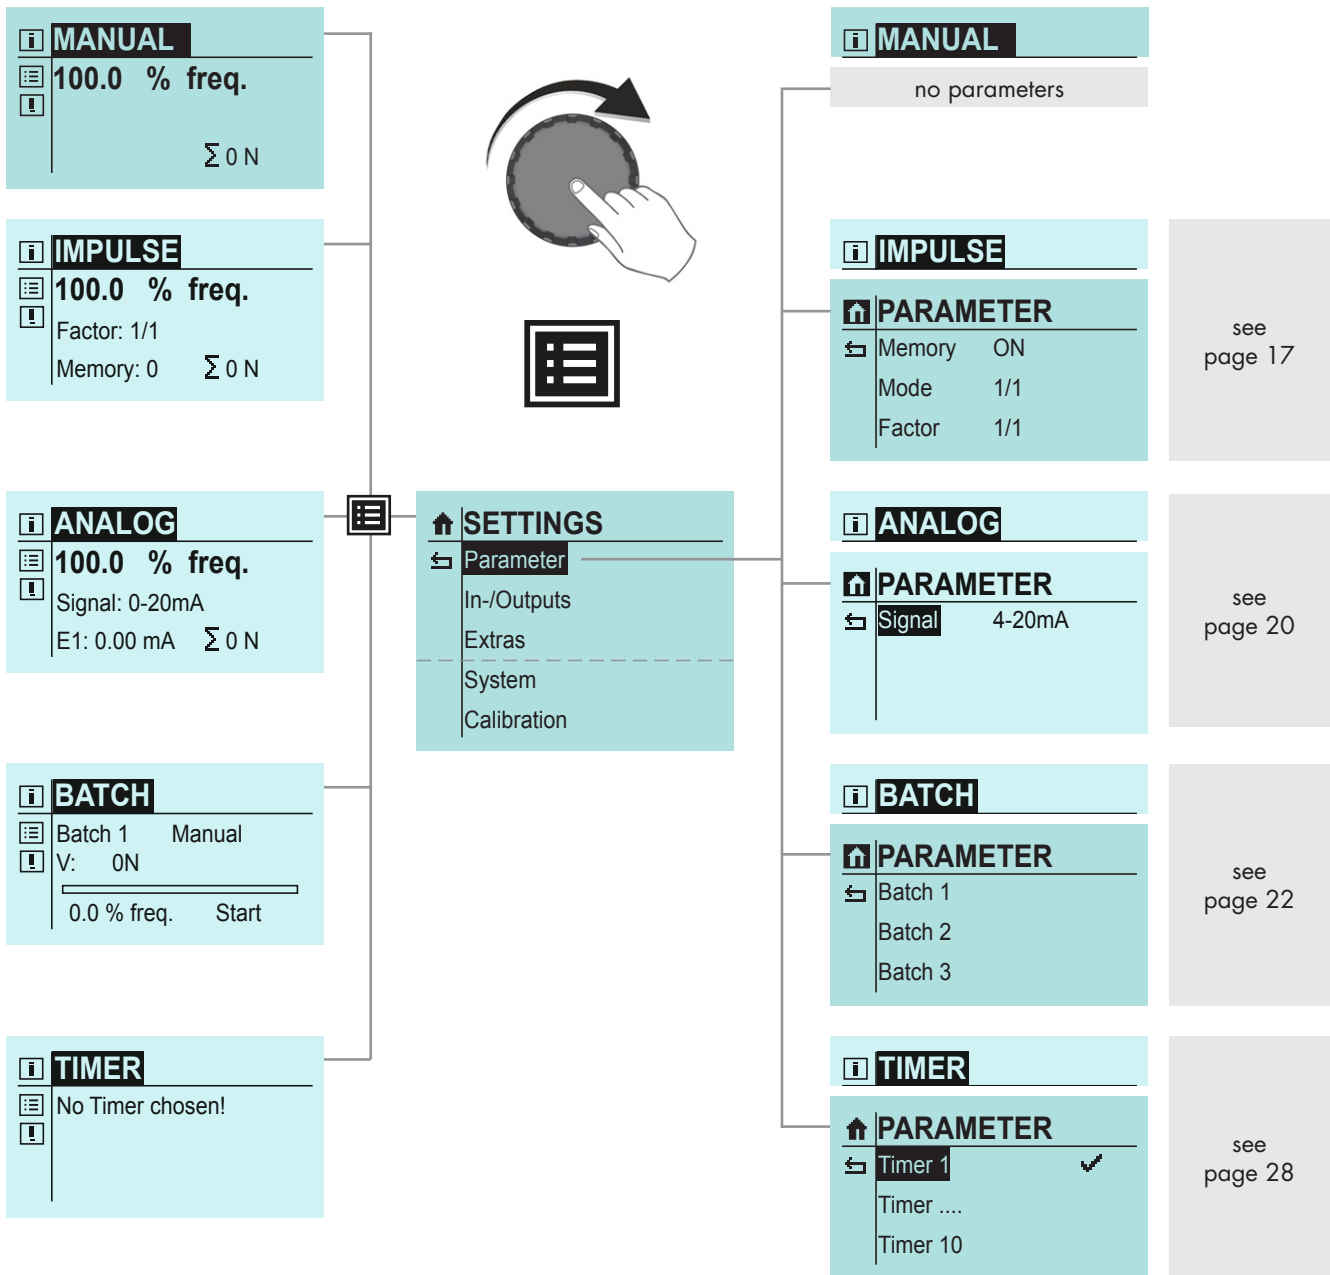 MANUAL
100.0 % freq.
Σ 0 N
IMPULSE
100.0 % freq.
Factor: 1/1
Memory: 0 Σ 0 N
ANALOG
100.0 % freq.
Signal: 0-20mA
E1: 0.00 mA Σ 0 N
BATCH
Batch 1 Manual
V: 0N
0.0 % freq. Start
TIMER
No Timer chosen!
SETTINGS
Parameter
In-/Outputs
Extras
System
Calibration
MANUAL
no parameters
IMPULSE
PARAMETER
Memory ON
Mode 1/1
Factor 1/1
see
page 17
ANALOG
PARAMETER
Signal 4-20mA
see
page 20
BATCH
PARAMETER
Batch 1
Batch 2
Batch 3
see
page 22
TIMER
PARAMETER
Timer 1
Timer ....
Timer 10
see
page 28